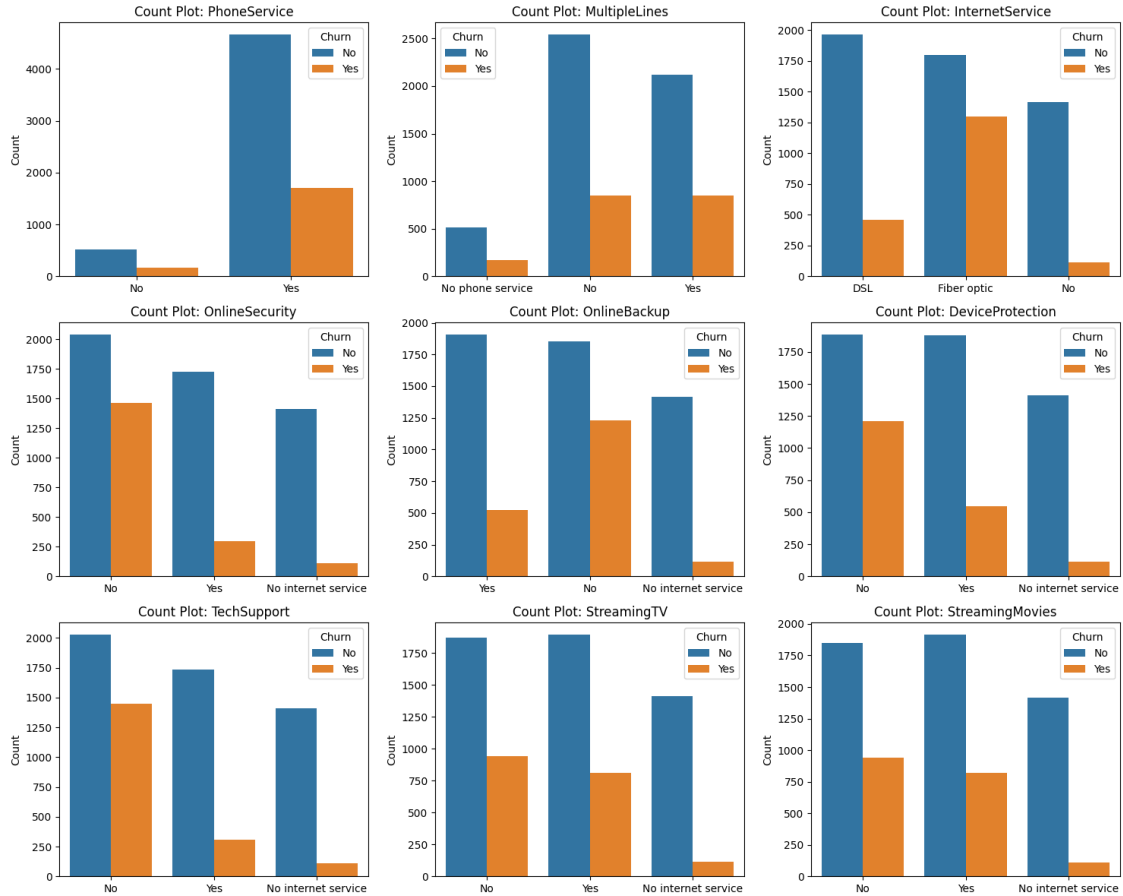 Count Plot: PhoneService
Churn
No
Yes
Count
4000
3000
2000
1000
0
No Yes
Count Plot: MultipleLines
Churn
No
Yes
Count
2500
2000
1500
1000
500
0
No phone service No Yes
Count Plot: InternetService
Churn
No
Yes
Count
2000
1750
1500
1250
1000
750
500
250
0
DSL Fiber optic No
Count Plot: OnlineSecurity
Churn
No
Yes
Count
2000
1750
1500
1250
1000
750
500
250
0
No Yes No internet service
Count Plot: OnlineBackup
Churn
No
Yes
Count
2000
1750
1500
1250
1000
750
500
250
0
Yes No No internet service
Count Plot: DeviceProtection
Churn
No
Yes
Count
1750
1500
1250
1000
750
500
250
0
No Yes No internet service
Count Plot: TechSupport
Churn
No
Yes
Count
2000
1750
1500
1250
1000
750
500
250
0
No Yes No internet service
Count Plot: StreamingTV
Churn
No
Yes
Count
1750
1500
1250
1000
750
500
250
0
No Yes No internet service
Count Plot: StreamingMovies
Churn
No
Yes
Count
2000
1750
1500
1250
1000
750
500
250
0
No Yes No internet service